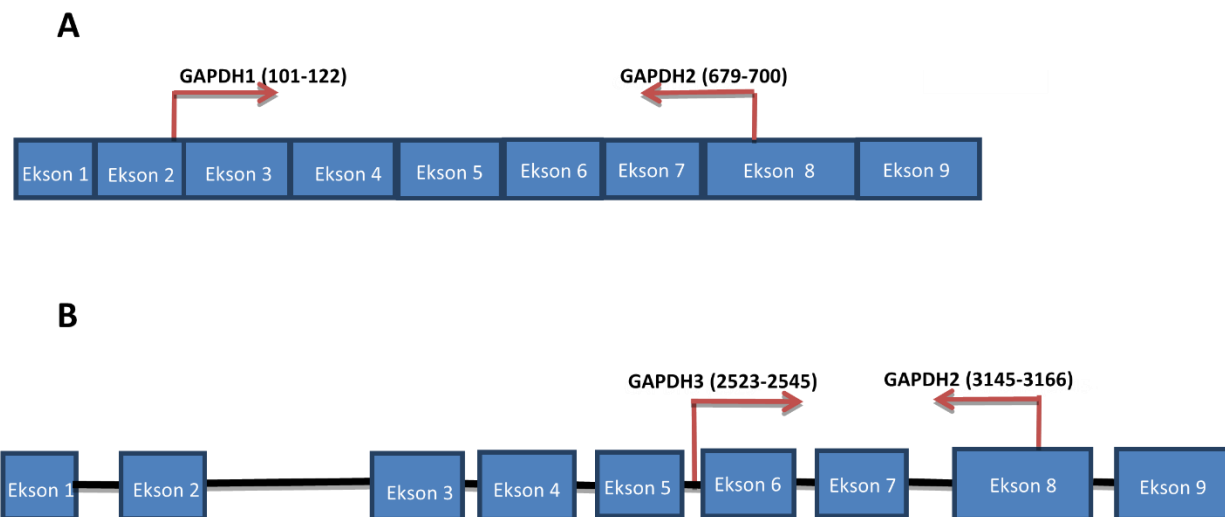 A
GAPDH1 (101-122)
GAPDH2 (679-700)
Ekson 1
Ekson 2
Ekson 3
Ekson 4
Ekson 5
Ekson 6
Ekson 7
Ekson 8
Ekson 9
B
GAPDH3 (2523-2545)
GAPDH2 (3145-3166)
Ekson 1
Ekson 2
Ekson 3
Ekson 4
Ekson 5
Ekson 6
Ekson 7
Ekson 8
Ekson 9